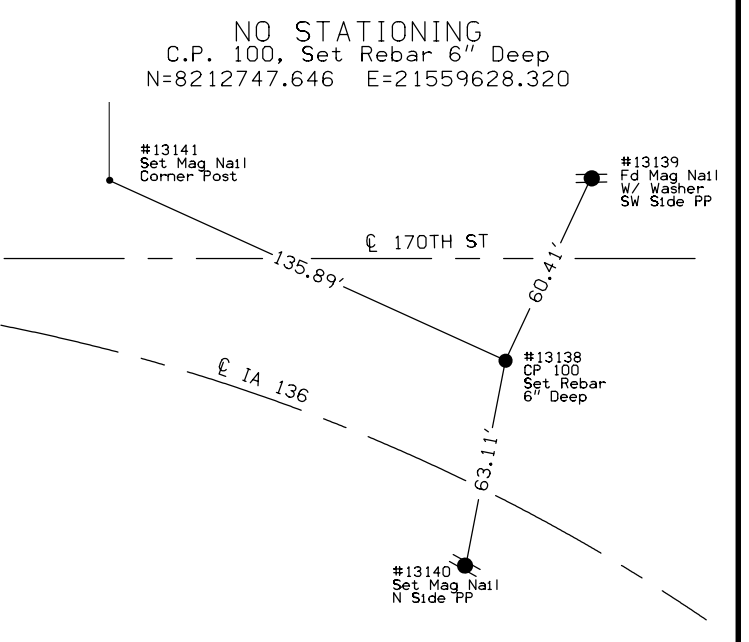 NO STATIONING
C.P. 100, Set Rebar 6" Deep
N=8212747.646 E=21559628.320
#13141
Set Mag Nail
Corner Post
#13139
Fd Mag Nail
W/ Washer
SW Side PP
℄ 170TH ST
135.89'
60.41'
#13138
CP 100
Set Rebar
6" Deep
℄ IA 136
63.11'
#13140
Set Mag Nail
N Side PP